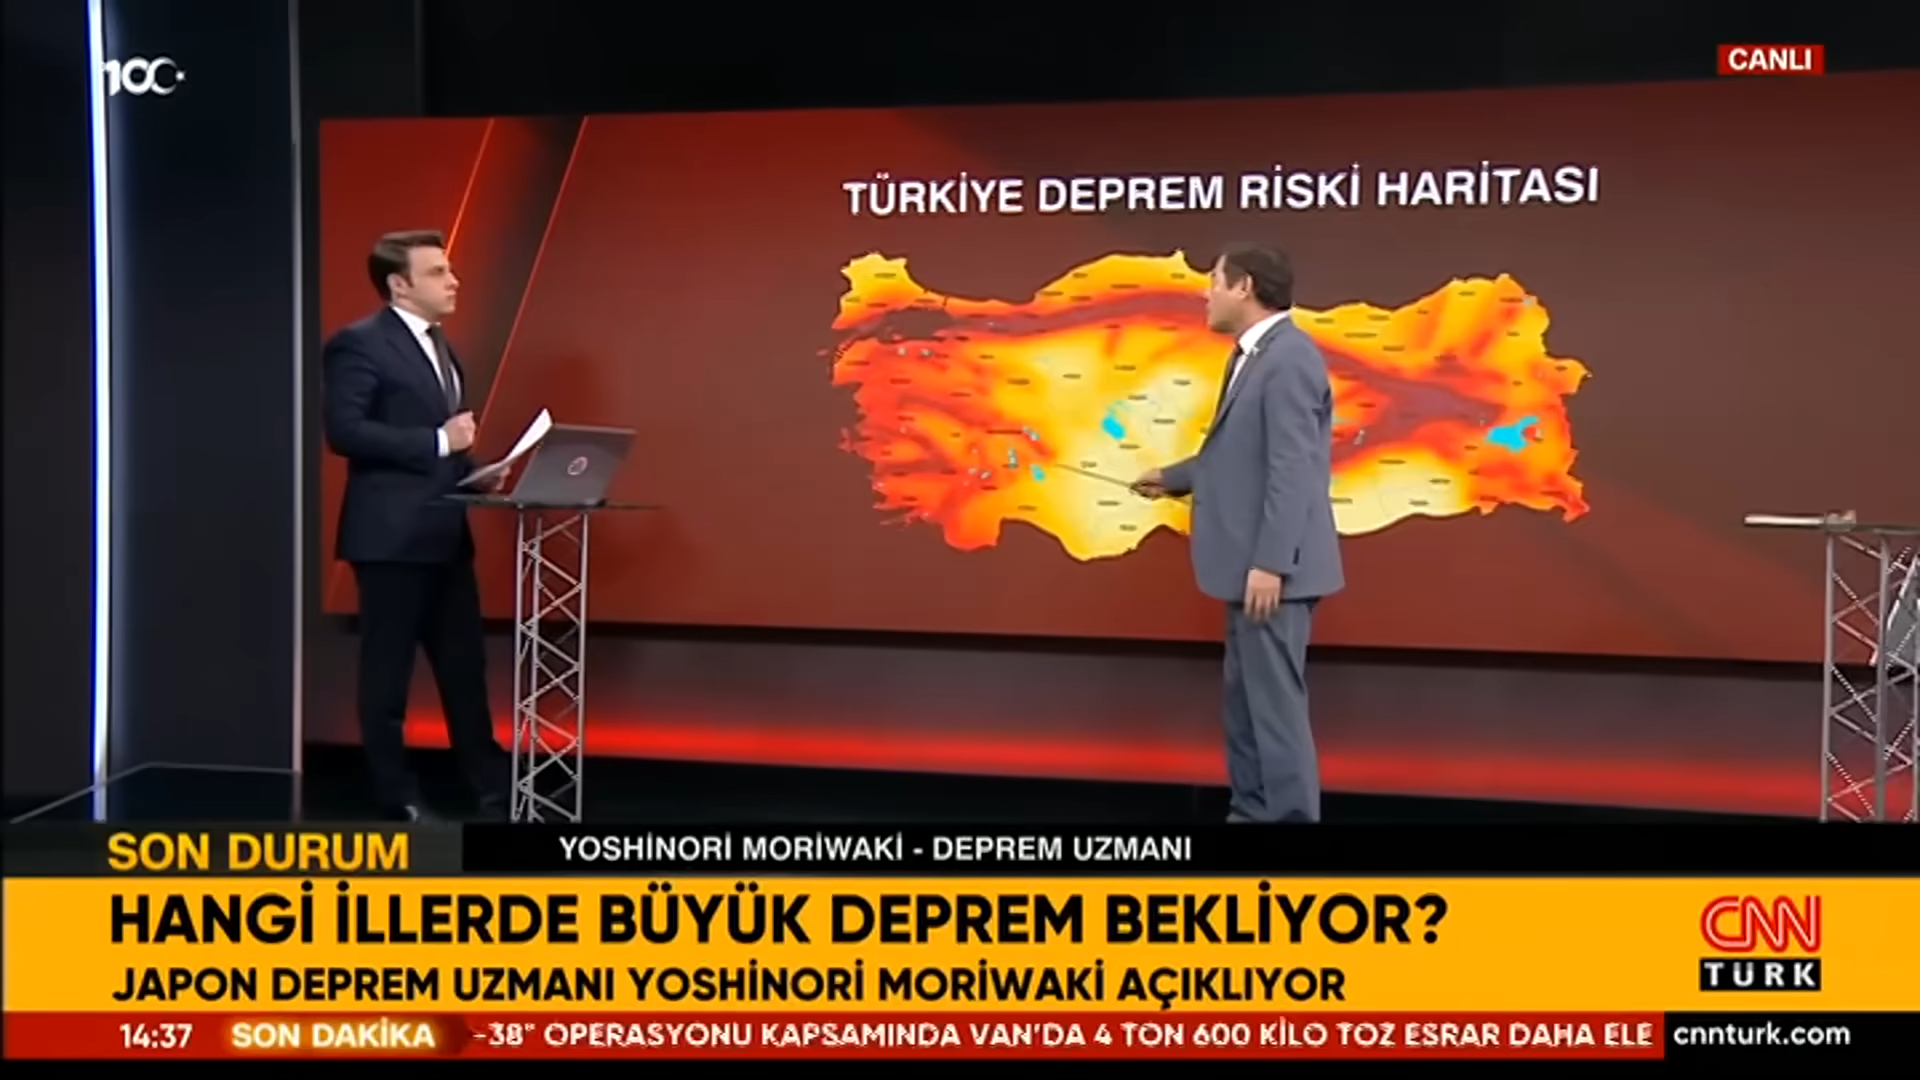 100
CANLI
TÜRKİYE DEPREM RİSKİ HARİTASI
SON DURUM
YOSHİNORİ MORİWAKİ - DEPREM UZMANI
HANGİ İLLERDE BÜYÜK DEPREM BEKLİYOR?
JAPON DEPREM UZMANI YOSHİNORİ MORİWAKİ AÇIKLIYOR
CNN
TÜRK
14:37 SON DAKİKA -38" OPERASYONU KAPSAMINDA VAN'DA 4 TON 600 KİLO TOZ ESRAR DAHA ELE cnnturk.com